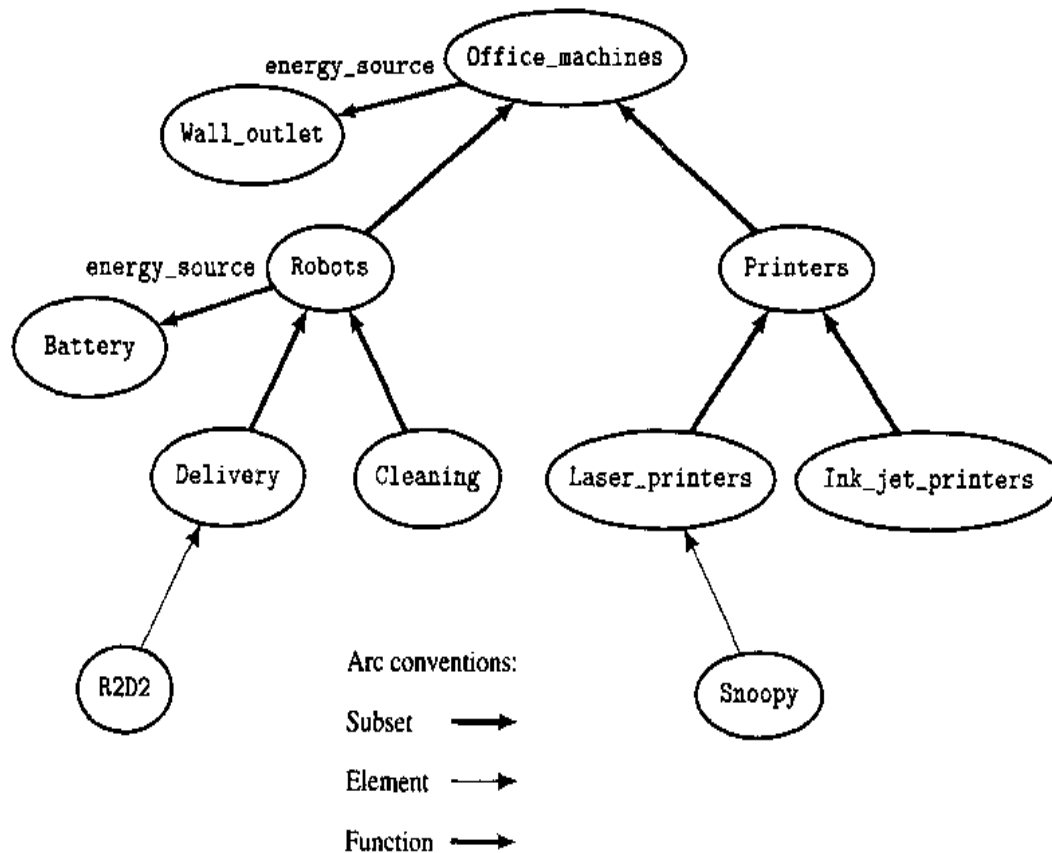 Office_machines
energy_source
Wall_outlet
energy_source
Robots
Printers
Battery
Delivery
Cleaning
Laser_printers
Ink_jet_printers
R2D2
Snoopy
Arc conventions:
Subset
Element
Function